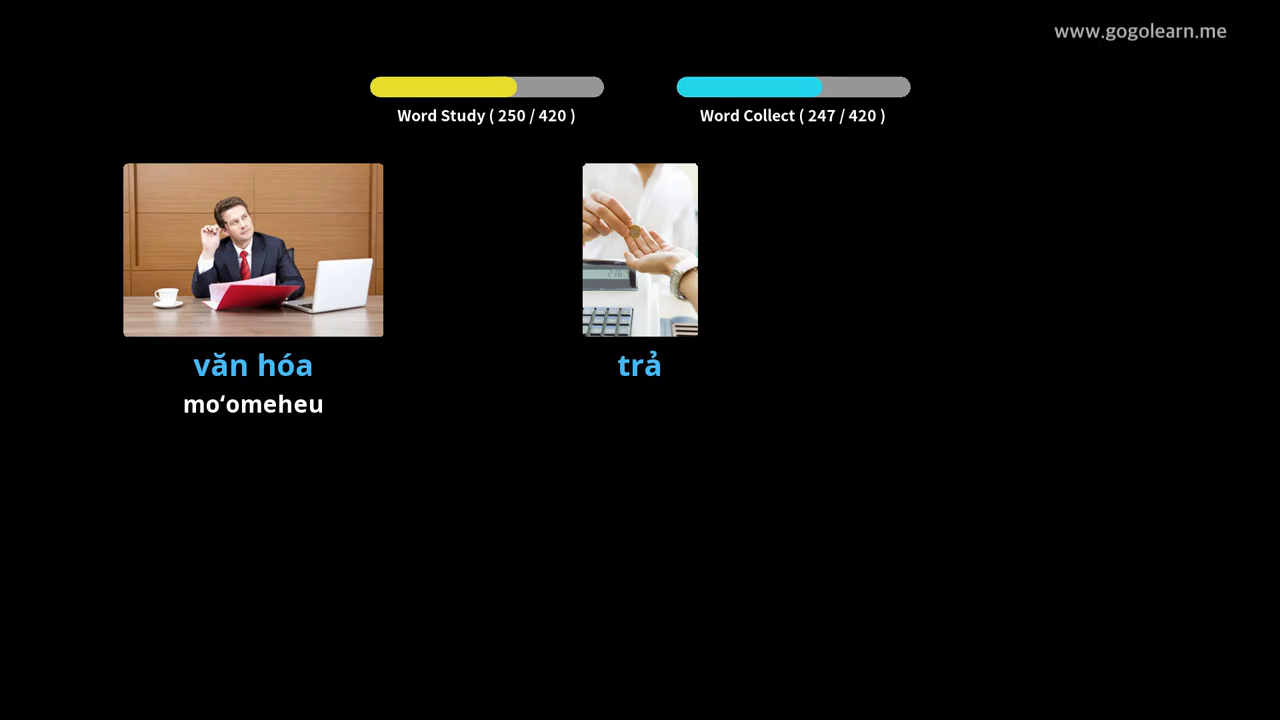 www.gogolearn.me
Word Study ( 250 / 420 )
Word Collect ( 247 / 420 )
văn hóa
moʻomeheu
trả